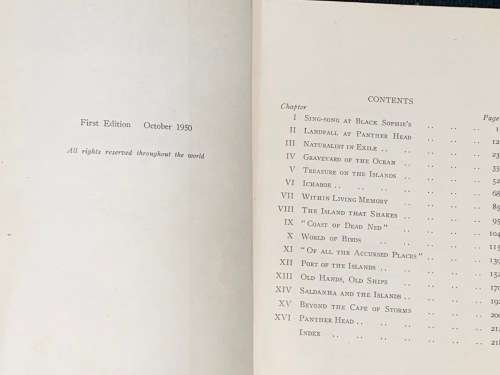 First Edition October 1950
All rights reserved throughout the world
CONTENTS
Chapter Page
I Sing-song at Black Sophie's .. .. .. 1
II Landfall at Panther Head .. .. ..
III Naturalist in Exile .. .. .. ..
IV Graveyard of the Ocean .. .. ..
V Treasure on the Islands .. .. ..
VI Ichaboe .. .. .. .. ..
VII Within Living Memory .. .. ..
VIII The Island that Shakes .. .. ..
IX "Coast of Dead Ned" .. .. ..
X World of Birds .. .. .. ..
XI "Of all the Accursed Places" .. .. ..
XII Port of the Islands .. .. .. ..
XIII Old Hands, Old Ships .. .. ..
XIV Saldanha and the Islands .. .. ..
XV Beyond the Cape of Storms .. .. ..
XVI Panther Head .. .. .. .. ..
Index .. .. .. .. .. ..